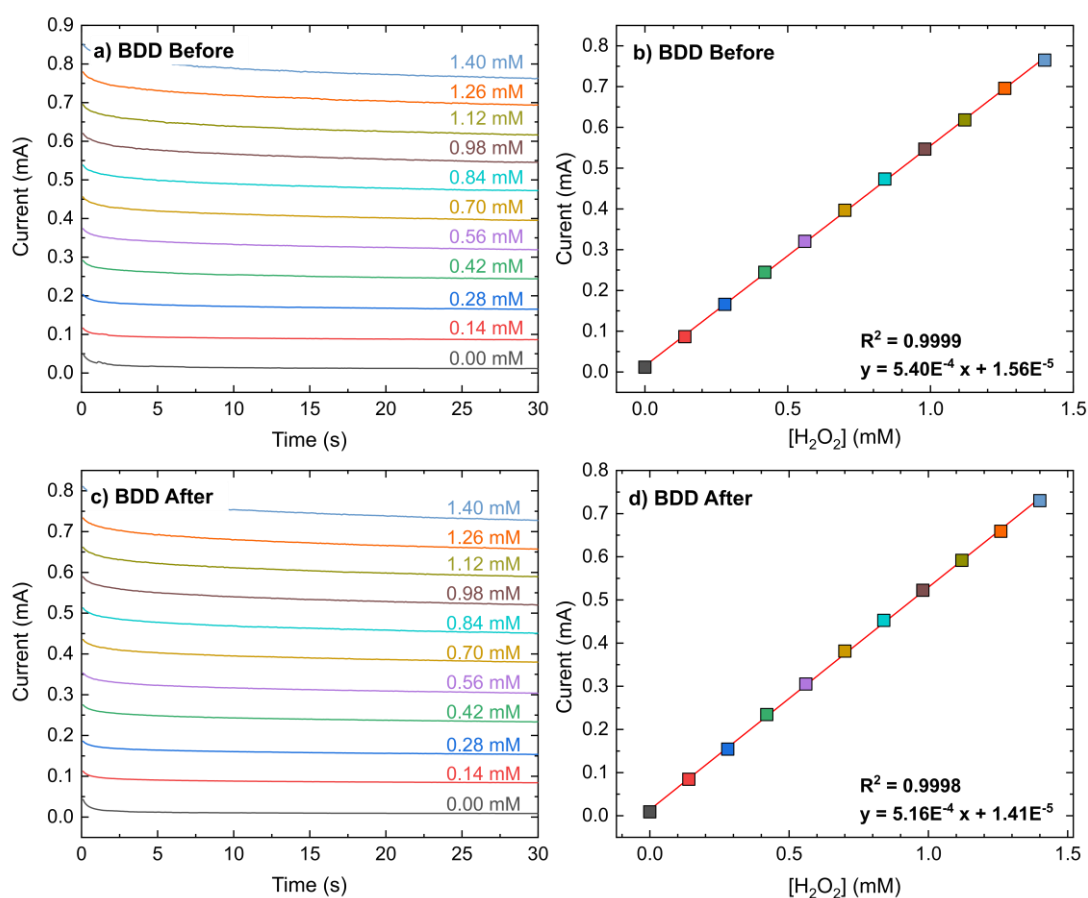 a) BDD Before
0.9
0.8
0.7
0.6
0.5
0.4
0.3
0.2
0.1
0.0
Current (mA)
1.40 mM
1.26 mM
1.12 mM
0.98 mM
0.84 mM
0.70 mM
0.56 mM
0.42 mM
0.28 mM
0.14 mM
0.00 mM
0 5 10 15 20 25 30
Time (s)
b) BDD Before
0.8
0.7
0.6
0.5
0.4
0.3
0.2
0.1
0.0
Curent (mA)
R² = 0.9999
y = 5.40E⁻⁴ x + 1.56E⁻⁵
0.0 0.5 1.0 1.5
[H₂O₂] (mM)
c) BDD After
0.8
0.7
0.6
0.5
0.4
0.3
0.2
0.1
0.0
Current (mA)
1.40 mM
1.26 mM
1.12 mM
0.98 mM
0.84 mM
0.70 mM
0.56 mM
0.42 mM
0.28 mM
0.14 mM
0.00 mM
0 5 10 15 20 25 30
Time (s)
d) BDD After
0.8
0.7
0.6
0.5
0.4
0.3
0.2
0.1
0.0
Curent (mA)
R² = 0.9998
y = 5.16E⁻⁴ x + 1.41E⁻⁵
0.0 0.5 1.0 1.5
[H₂O₂] (mM)